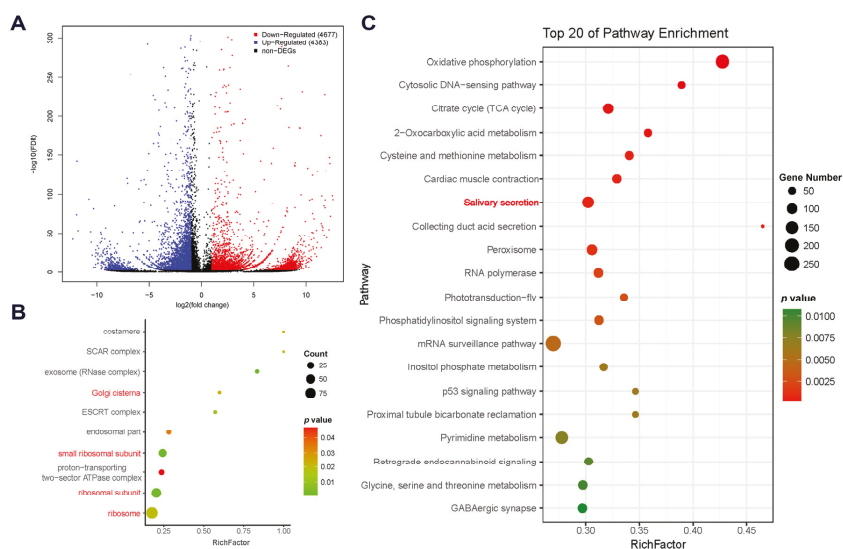 A
Down-Regulated (4677)
Up-Regulated (4383)
non-DEGs
-log10(FDR)
300
250
200
150
100
50
0
−10
−5
0
5
10
log2(fold change)
B
costamere
SCAR complex
exosome (RNase complex)
Golgi cisterna
ESCRT complex
endosomal part
small ribosomal subunit
proton-transporting
two-sector ATPase complex
ribosomal subunit
ribosome
0.25
0.50
0.75
1.00
RichFactor
Count
25
50
75
p value
0.04
0.03
0.02
0.01
C
Top 20 of Pathway Enrichment
Pathway
Oxidative phosphorylation
Cytosolic DNA-sensing pathway
Citrate cycle (TCA cycle)
2-Oxocarboxylic acid metabolism
Cysteine and methionine metabolism
Cardiac muscle contraction
Salivary secretion
Collecting duct acid secretion
Peroxisome
RNA polymerase
Phototransduction-fly
Phosphatidylinositol signaling system
mRNA surveillance pathway
Inositol phosphate metabolism
p53 signaling pathway
Proximal tubule bicarbonate reclamation
Pyrimidine metabolism
Retrograde endocannabinoid signaling
Glycine, serine and threonine metabolism
GABAergic synapse
0.30
0.35
0.40
0.45
RichFactor
Gene Number
50
100
150
200
250
p value
0.0100
0.0075
0.0050
0.0025